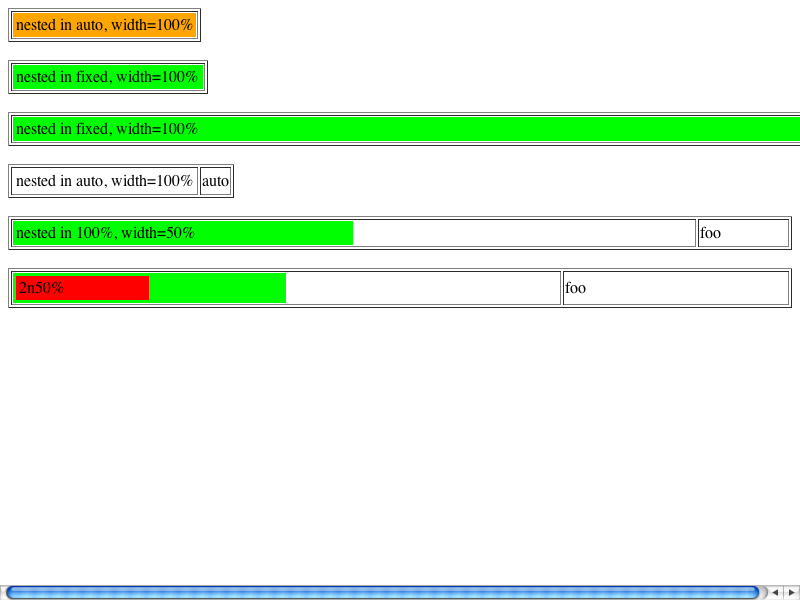 nested in auto, width=100%
nested in fixed, width=100%
nested in fixed, width=100%
nested in auto, width=100% auto
nested in 100%, width=50% foo
2n50% foo